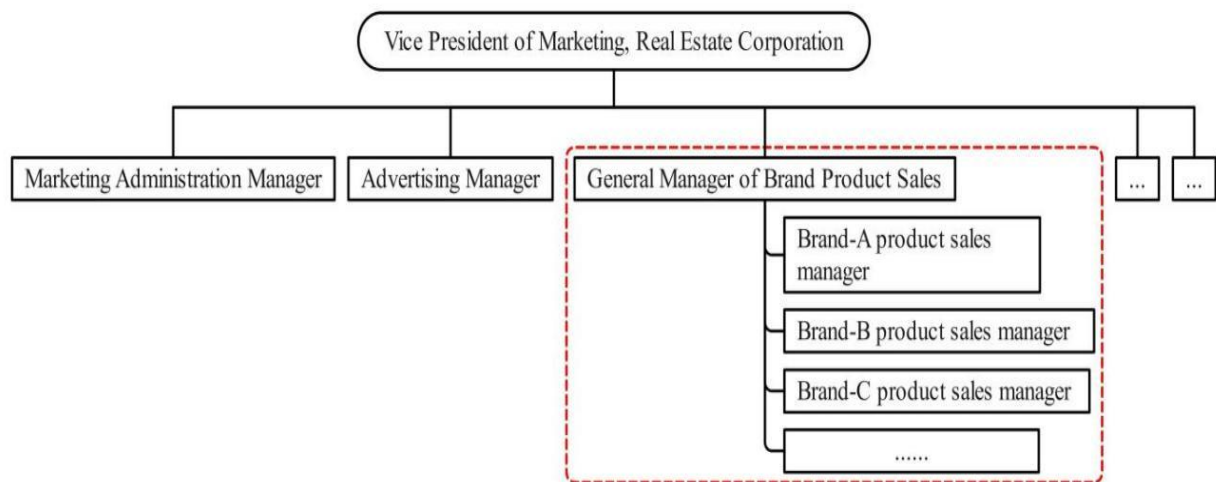 Vice President of Marketing, Real Estate Corporation
Marketing Administration Manager
Advertising Manager
General Manager of Brand Product Sales
...
...
Brand-A product sales
manager
Brand-B product sales manager
Brand-C product sales manager
......